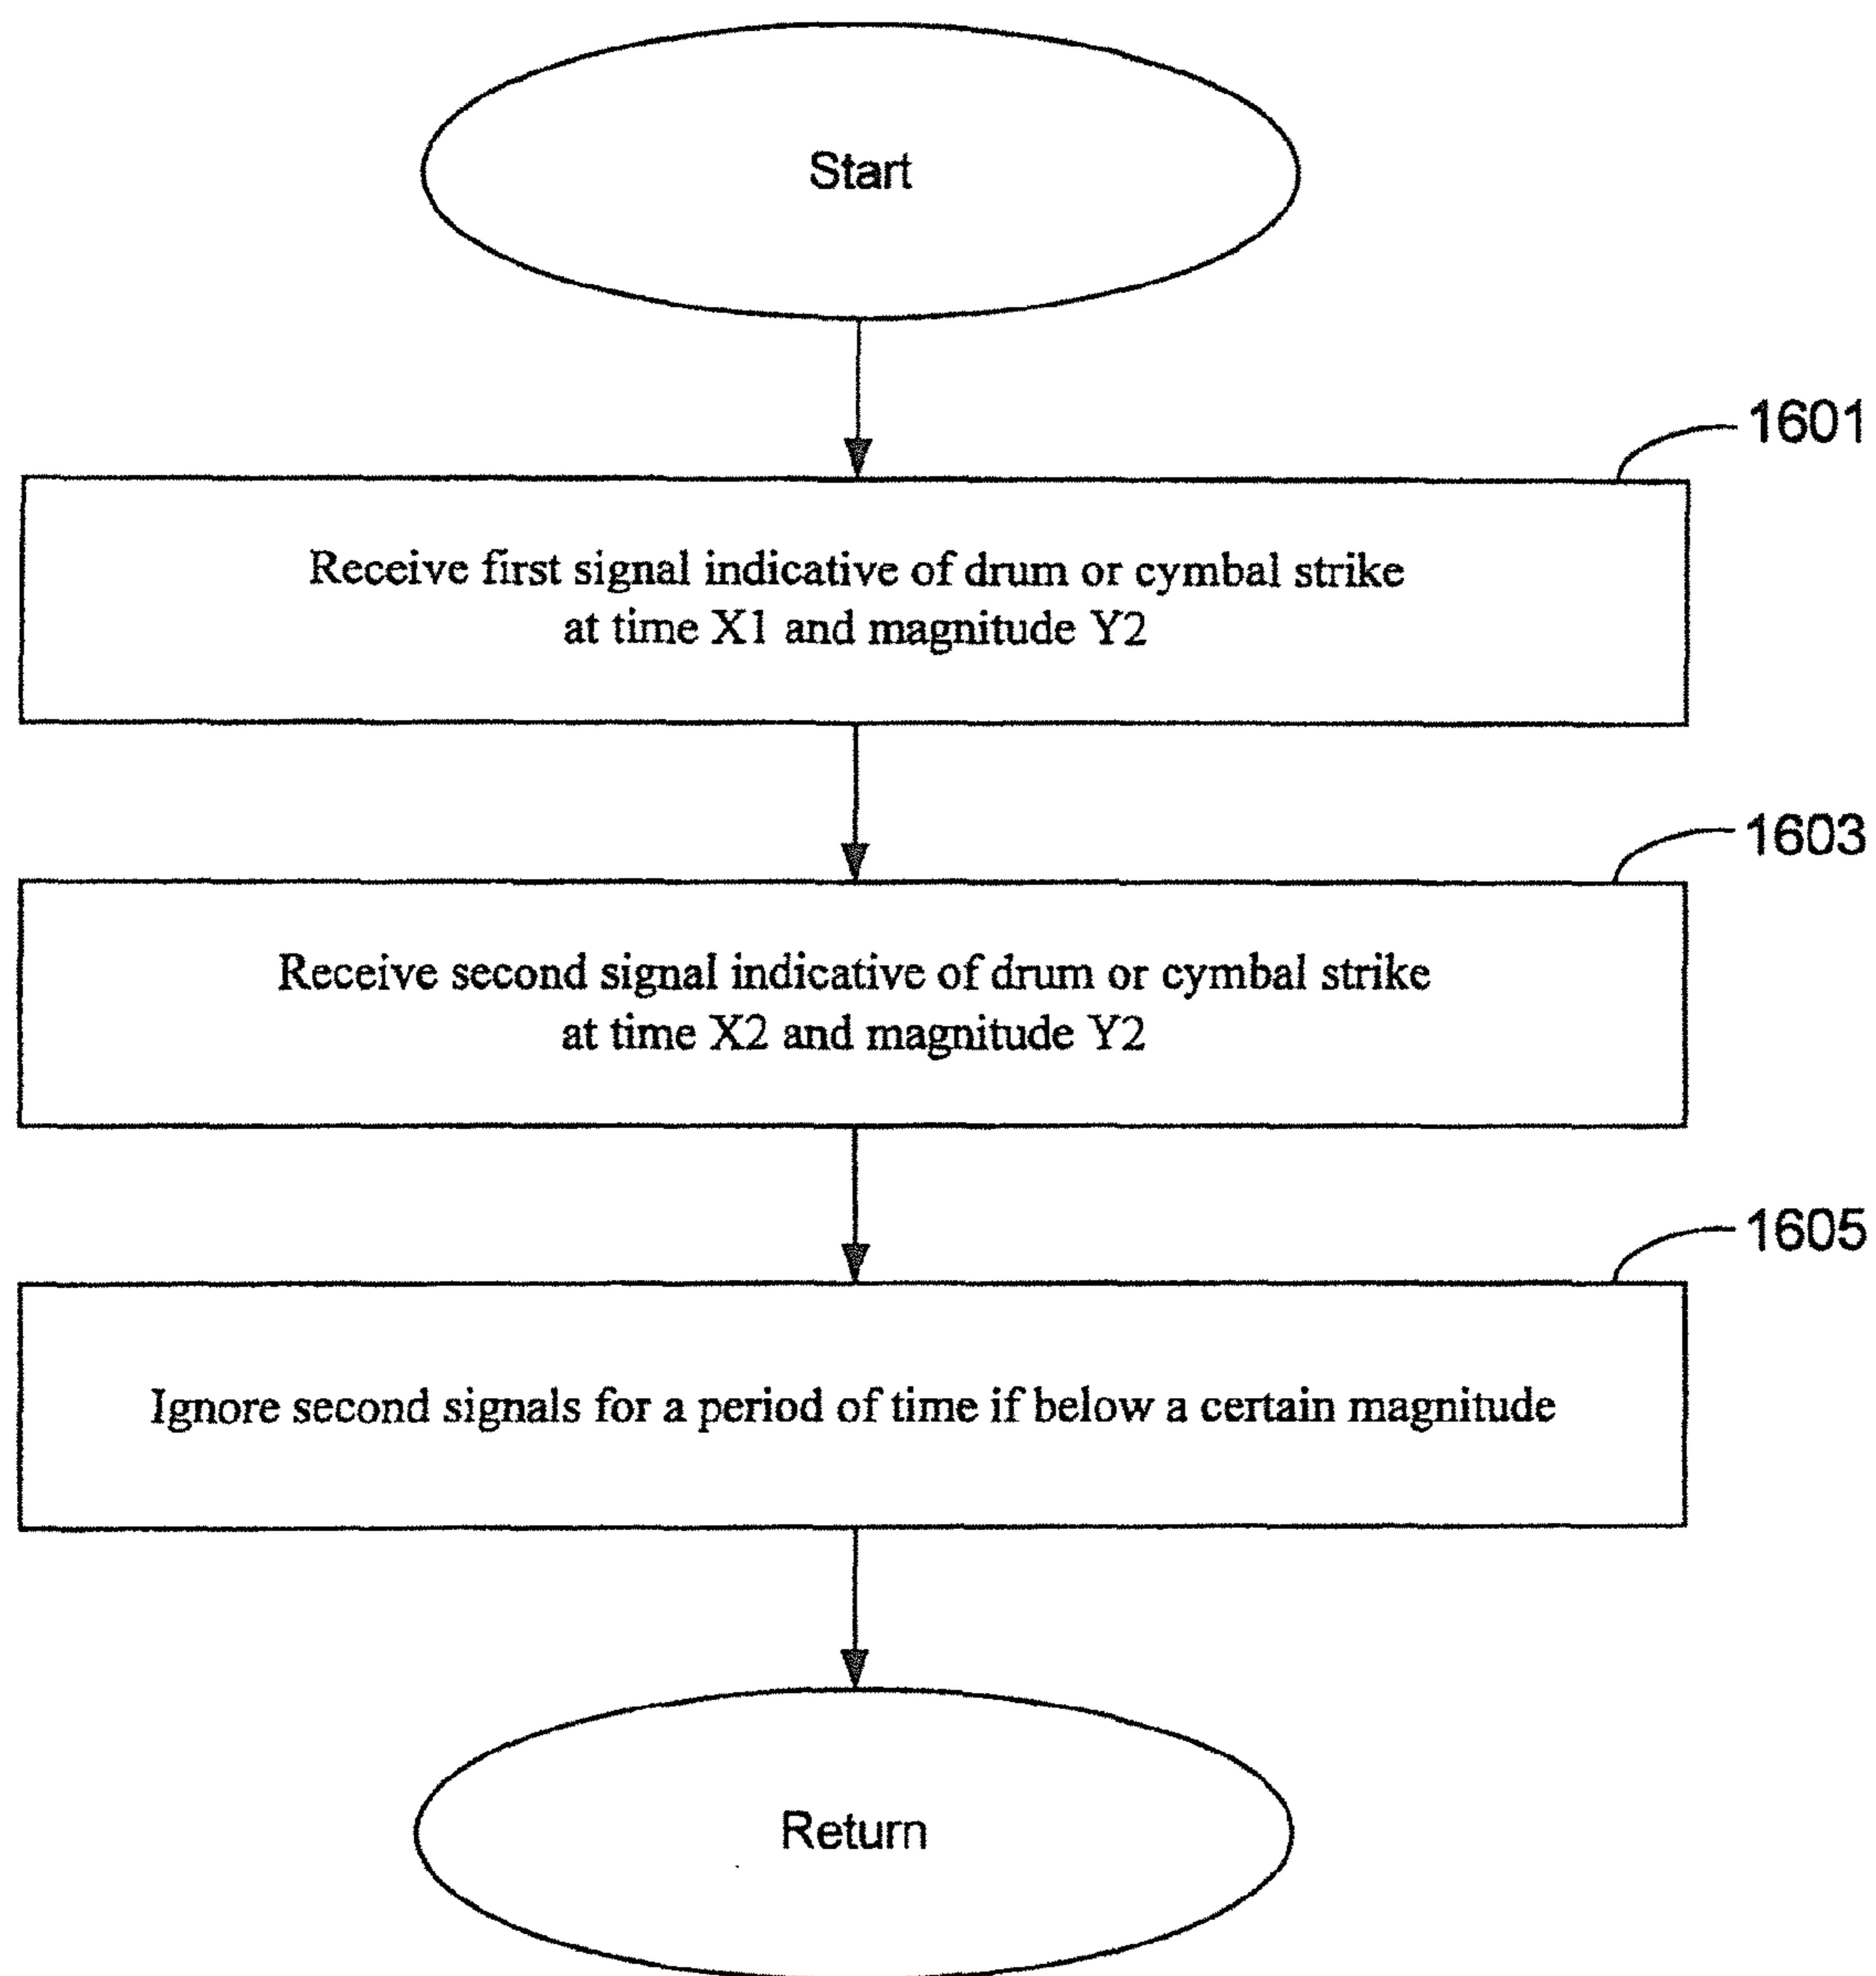 Start
1601
Receive first signal indicative of drum or cymbal strike
at time X1 and magnitude Y2
1603
Receive second signal indicative of drum or cymbal strike
at time X2 and magnitude Y2
1605
Ignore second signals for a period of time if below a certain magnitude
Return